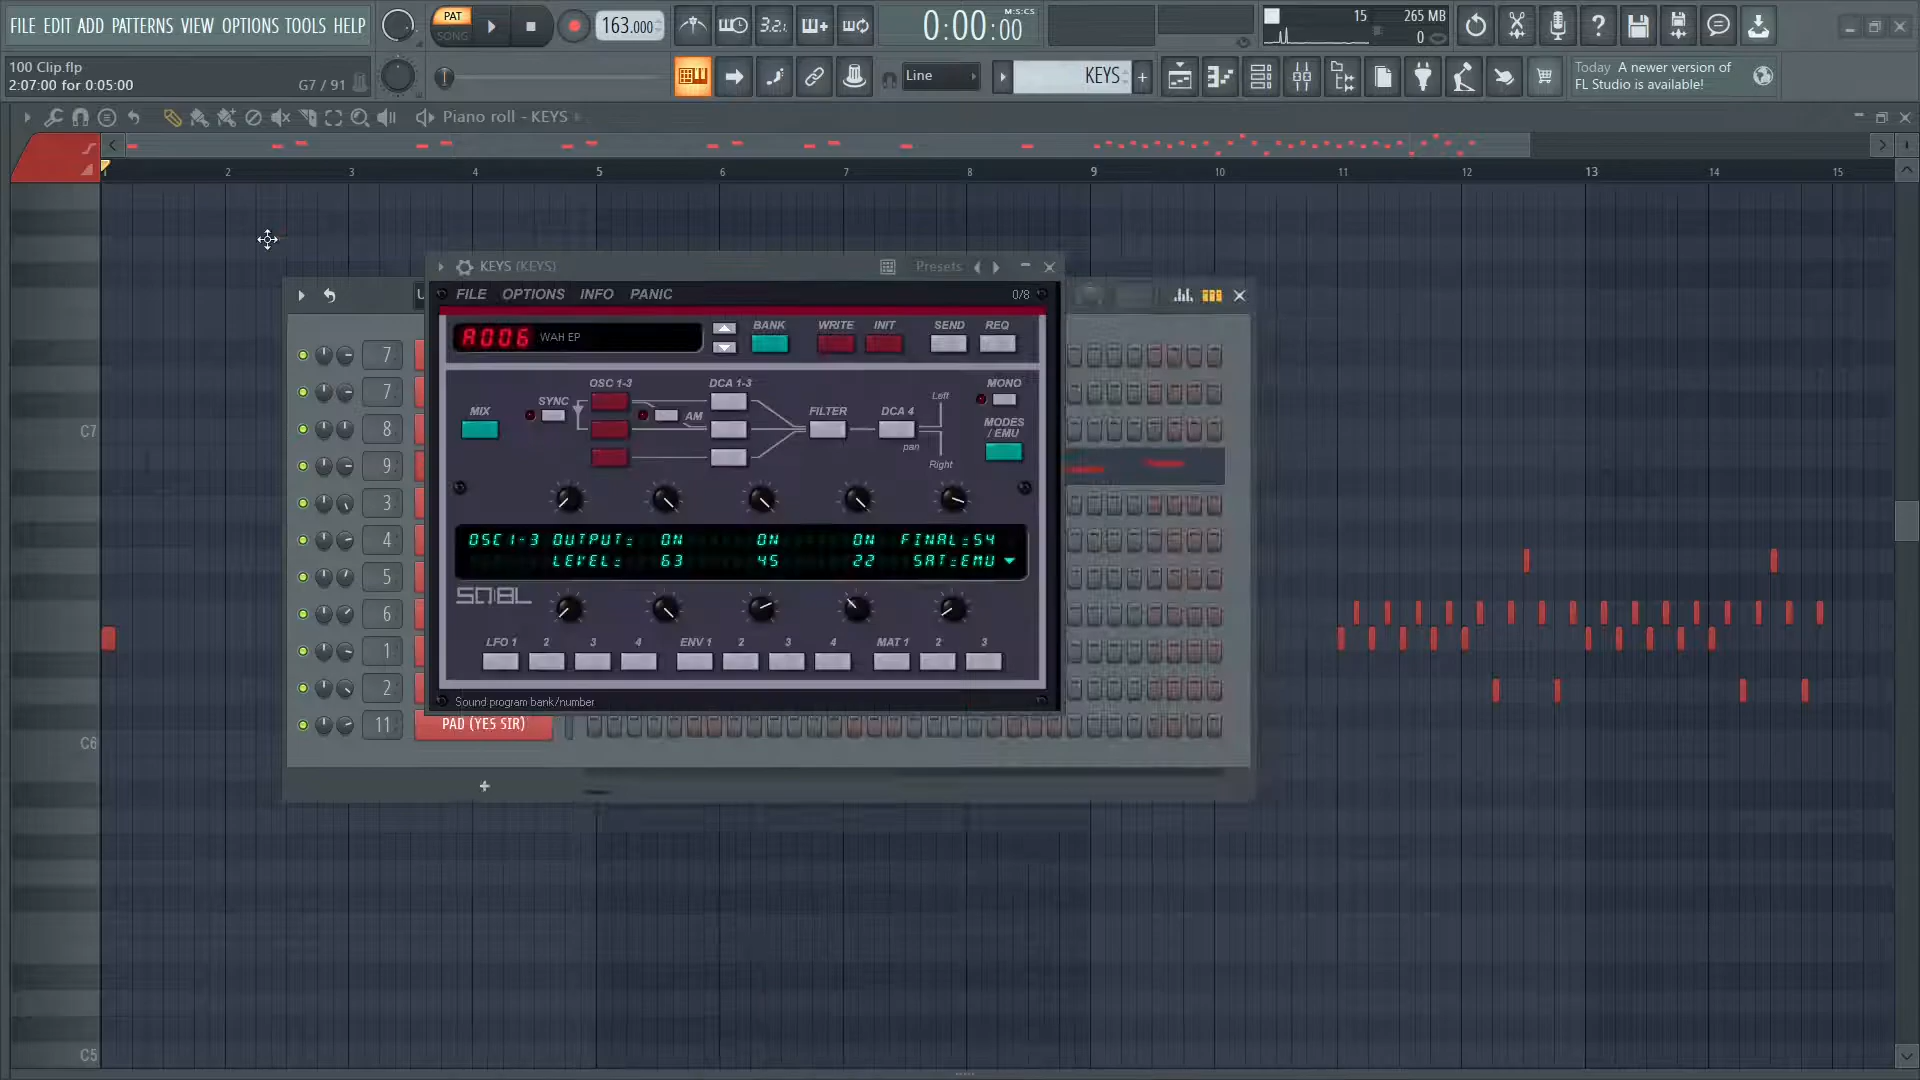 FILE EDIT ADD PATTERNS VIEW OPTIONS TOOLS HELP
PAT
SONG
163.000
3.2.
0:00:00
M:S:CS
15
265 MB
0
100 Clip.flp
2:07:00 for 0:05:00
G7 / 91
Line
KEYS
Today A newer version of
FL Studio is available!
Piano roll - KEYS
1 2 3 4 5 6 7 8 9 10 11 12 13 14 15
KEYS (KEYS)
Presets
FILE OPTIONS INFO PANIC
0/8
A006
WAH EP
BANK
WRITE
INIT
SEND
REQ
OSC 1-3
DCA 1-3
MONO
SYNC
MIX
AM
FILTER
DCA 4
Left
MODES
/ EMU
pan
Right
OSC1-3 OUTPUT: ON ON ON FINAL:54
LEVEL: 63 45 22 SAT:EMU
SQ8L
LFO 1 2 3 4 ENV 1 2 3 4 MAT 1 2 3
Sound program bank/number
7
7
8
9
3
4
5
6
1
2
11
PAD (YES SIR)
+
C7
C6
C5